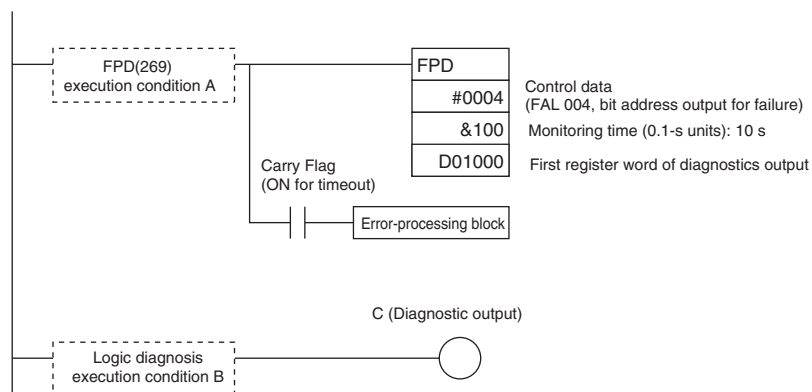 FPD(269)
execution condition A
FPD
#0004
Control data
(FAL 004, bit address output for failure)
&100
Monitoring time (0.1-s units): 10 s
D01000
First register word of diagnostics output
Carry Flag
(ON for timeout)
Error-processing block
C (Diagnostic output)
Logic diagnosis
execution condition B